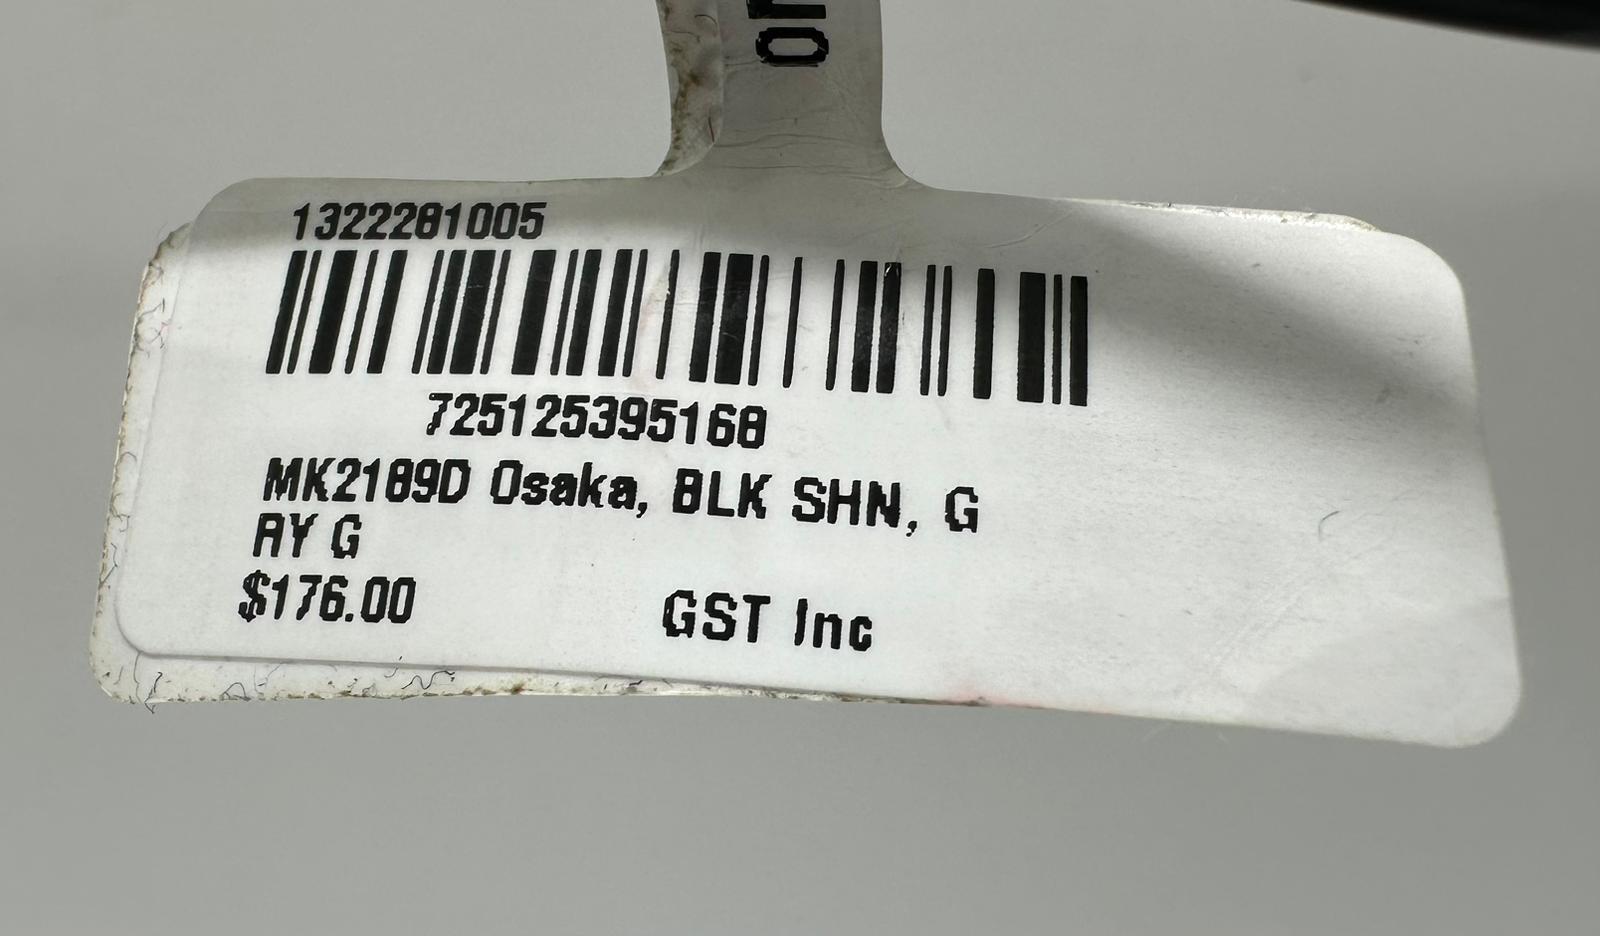 1322281005
725125395168
MK2189D Osaka, BLK SHN, G
RY G
$176.00
GST Inc